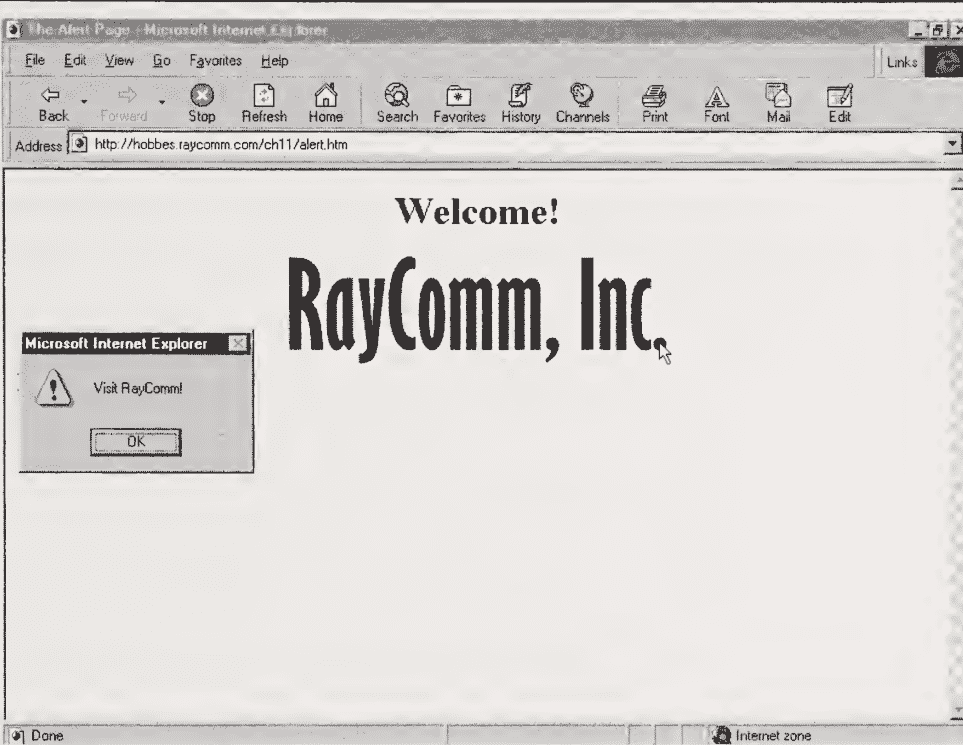 The Alert Page - Microsoft Internet Explorer
File Edit View Go Favorites Help Links
Back Forward Stop Refresh Home Search Favorites History Channels Print Font Mail Edit
Address http://hobbes.raycomm.com/ch11/alert.htm
Welcome!
RayComm, Inc.
Microsoft Internet Explorer
Visit RayComm!
OK
Done Internet zone